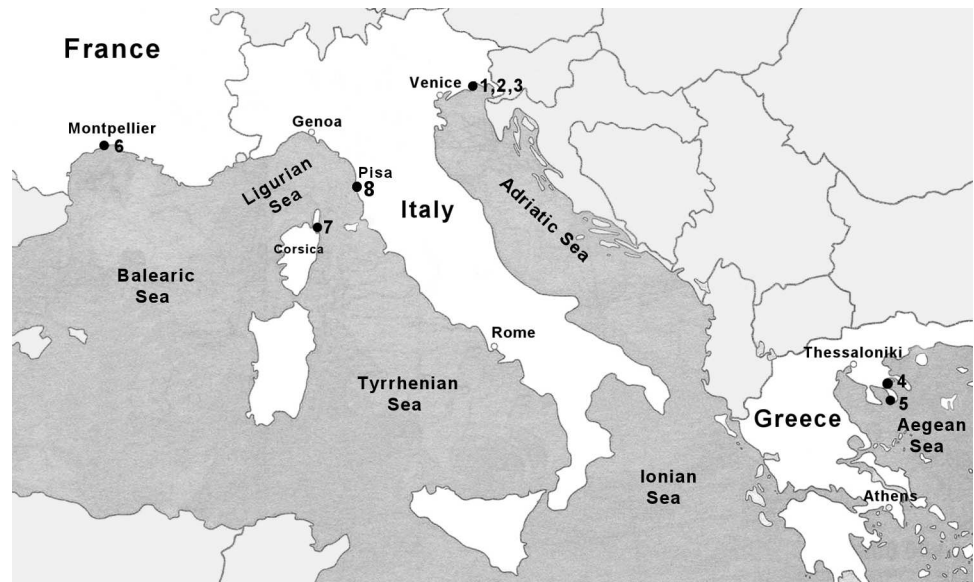 France
Venice
1,2,3
Genoa
Montpellier
6
Ligurian
Sea
Pisa
8
Italy
Adriatic Sea
7
Corsica
Balearic
Sea
Rome
Thessaloniki
4
Tyrrhenian
Sea
5
Greece
Aegean
Sea
Ionian
Sea
Athens